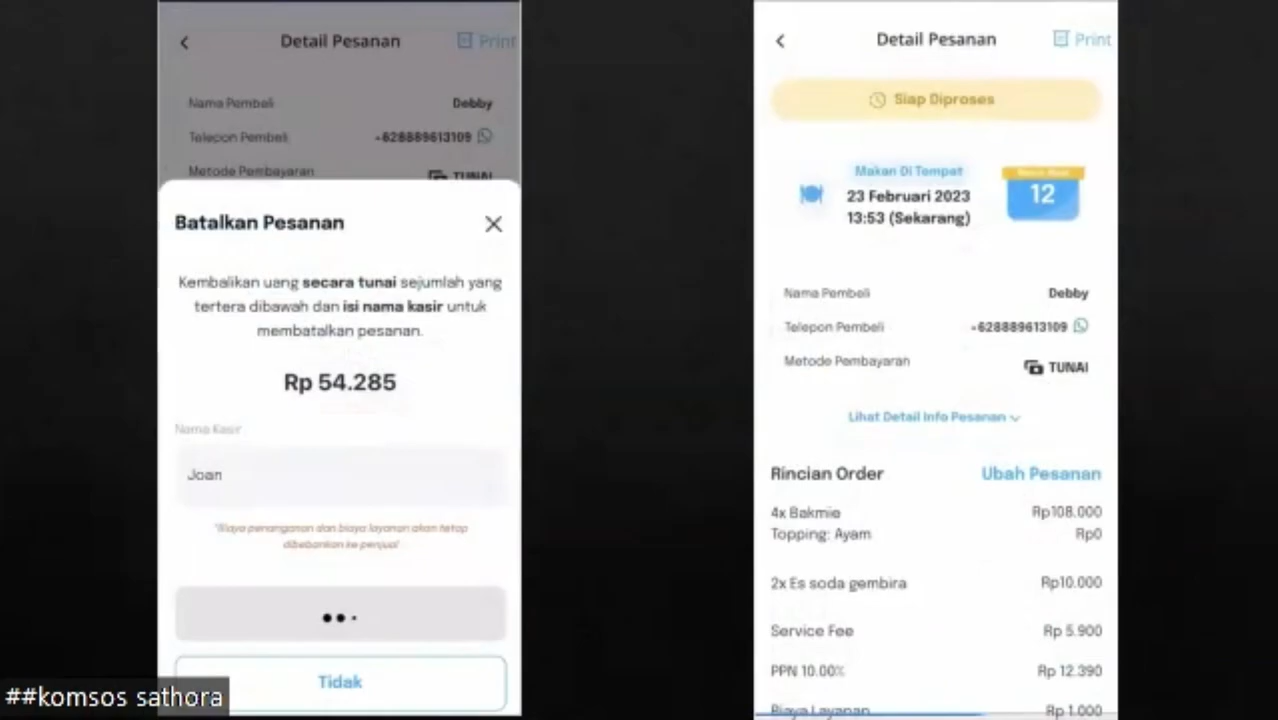 Detail Pesanan
Print
Nama Pembeli
Debby
Telepon Pembeli
+628889613109
Metode Pembayaran
TUNAI
Batalkan Pesanan
Kembalikan uang secara tunai sejumlah yang
tertera dibawah dan isi nama kasir untuk
membatalkan pesanan.
Rp 54.285
Nama Kasir
Joan
*Biaya penanganan dan biaya layanan akan tetap
dibebankan ke penjual
Tidak
##komsos sathora
Detail Pesanan
Print
Siap Diproses
Makan Di Tempat
23 Februari 2023
13:53 (Sekarang)
12
Nama Pembeli
Debby
Telepon Pembeli
+628889613109
Metode Pembayaran
TUNAI
Lihat Detail Info Pesanan
Rincian Order
Ubah Pesanan
4x Bakmie
Rp108.000
Topping: Ayam
Rp0
2x Es soda gembira
Rp10.000
Service Fee
Rp 5.900
PPN 10.00%
Rp 12.390
Biaya Layanan
Rp 1.000